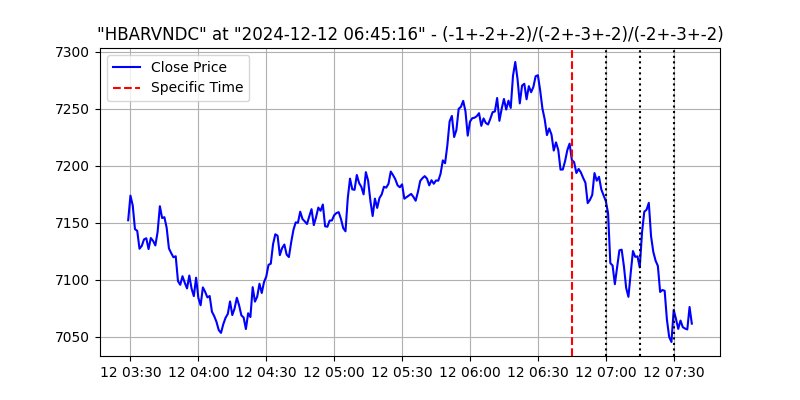 "HBARVNDC" at "2024-12-12 06:45:16" - (-1+-2+-2)/(-2+-3+-2)/(-2+-3+-2)
Close Price
Specific Time
7300
7250
7200
7150
7100
7050
12 03:30 12 04:00 12 04:30 12 05:00 12 05:30 12 06:00 12 06:30 12 07:00 12 07:30